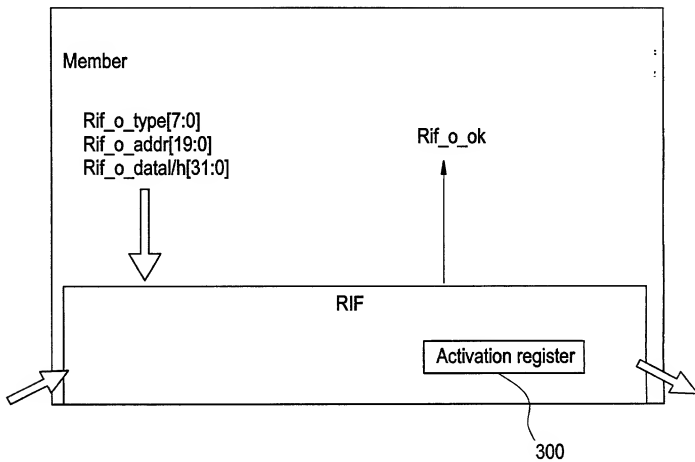 Member
Rif_o_type[7:0]
Rif_o_addr[19:0]
Rif_o_datal/h[31:0]
Rif_o_ok
RIF
Activation register
300